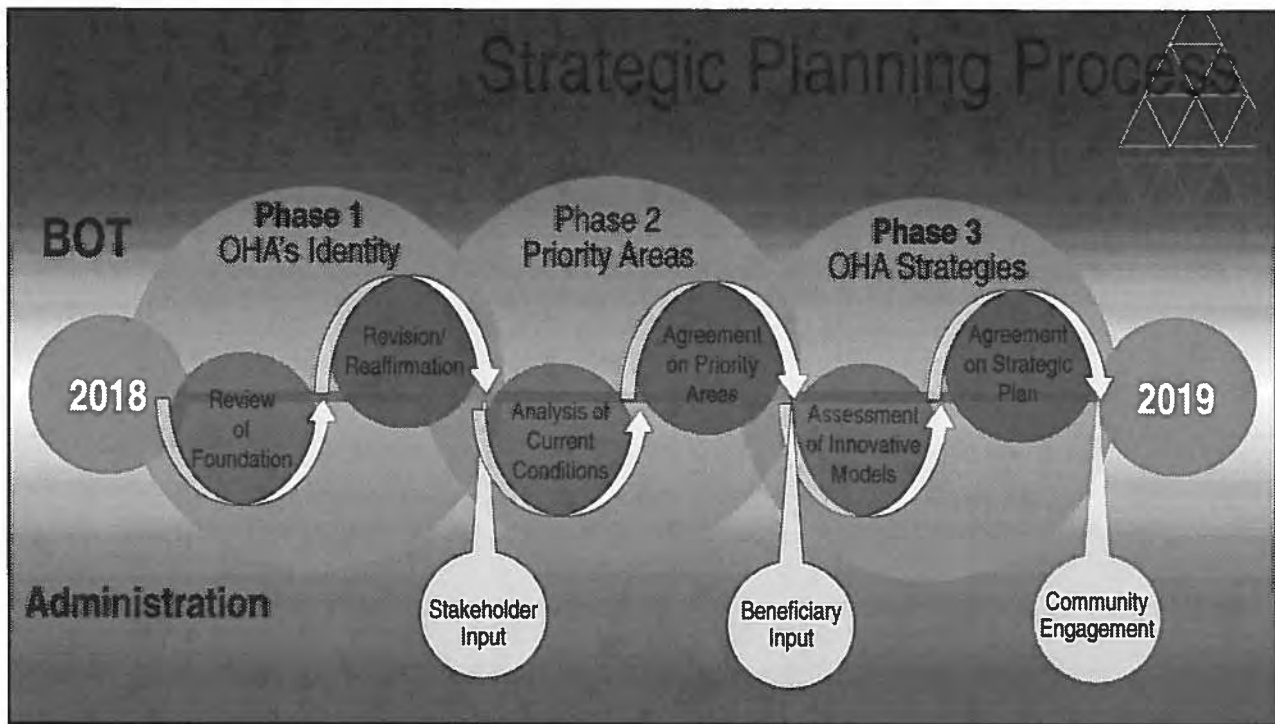 Strategic Planning Process
BOT
Phase 1
OHA's Identity
Phase 2
Priority Areas
Phase 3
OHA Strategies
2018
Review
of
Foundation
Revision/
Reaffirmation
Analysis of
Current
Conditions
Agreement
on Priority
Areas
Assessment
of Innovative
Models
Agreement
on Strategic
Plan
2019
Administration
Stakeholder
Input
Beneficiary
Input
Community
Engagement